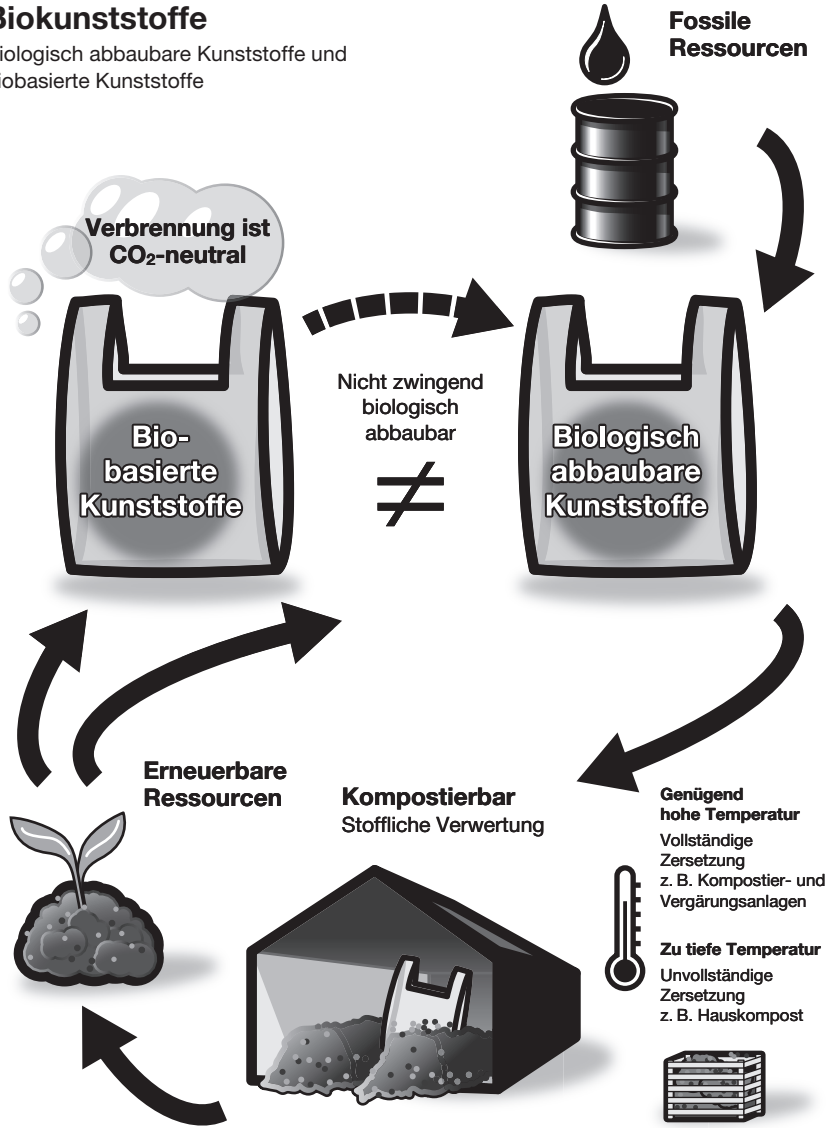 Biokunststoffe
biologisch abbaubare Kunststoffe und
biobasierte Kunststoffe
Fossile
Ressourcen
Verbrennung ist
CO₂-neutral
Nicht zwingend
biologisch
abbaubar
≠
Bio-
basierte
Kunststoffe
Biologisch
abbaubare
Kunststoffe
Erneuerbare
Ressourcen
Kompostierbar
Stoffliche Verwertung
Genügend
hohe Temperatur
Vollständige
Zersetzung
z. B. Kompostier- und
Vergärungsanlagen
Zu tiefe Temperatur
Unvollständige
Zersetzung
z. B. Hauskompost